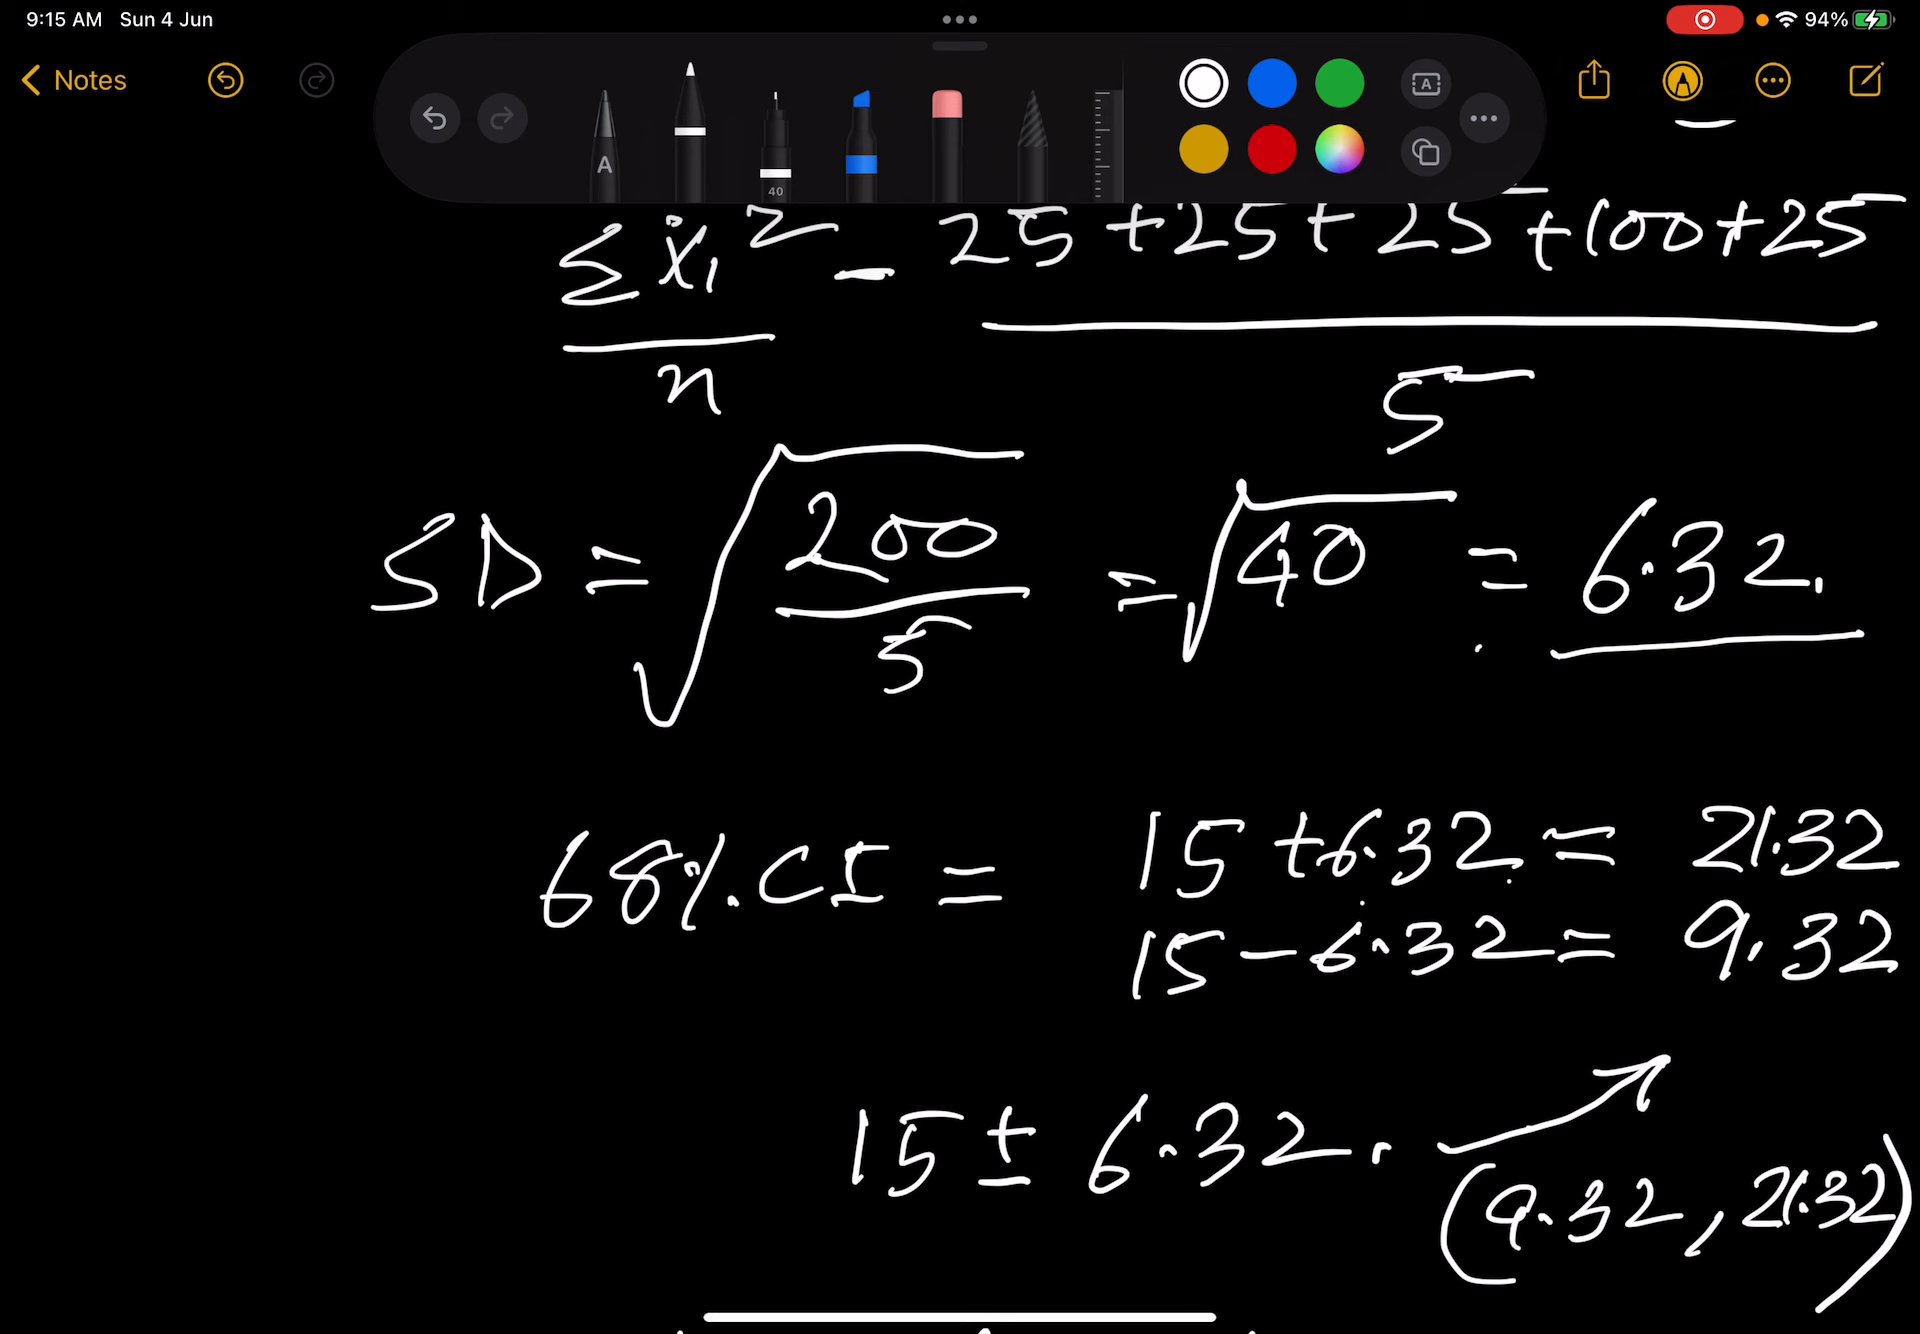 9:15 AM Sun 4 Jun
94%
Notes
A
40
A
Σ xᵢ² - 25 + 25 + 25 + 100 + 25
n
5
SD = √200/5 = √40 = 6.32.
68%. CI = 15 + 6.32 = 21.32
15 - 6.32 = 9.32
15 ± 6.32.
(9.32, 21.32)